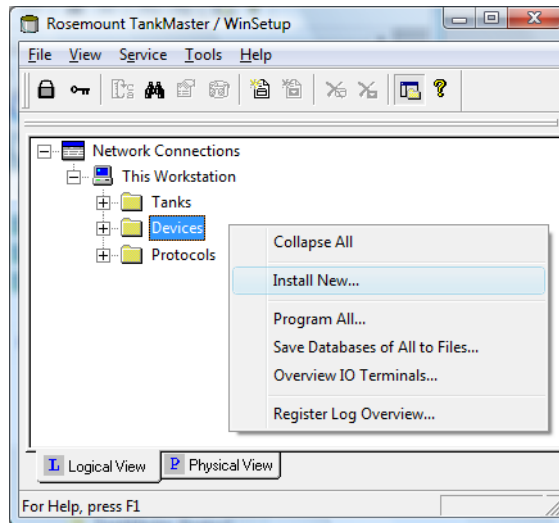 Rosemount TankMaster / WinSetup
File View Service Tools Help
Network Connections
This Workstation
Tanks
Devices
Protocols
Collapse All
Install New...
Program All...
Save Databases of All to Files...
Overview IO Terminals...
Register Log Overview...
L Logical View P Physical View
For Help, press F1